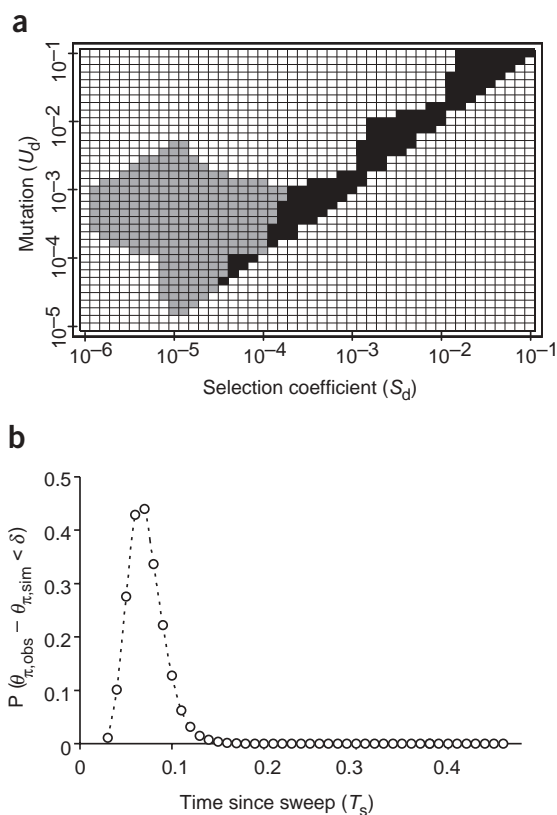 a
Mutation (U_d)
10⁻¹
10⁻²
10⁻³
10⁻⁴
10⁻⁵
10⁻⁶ 10⁻⁵ 10⁻⁴ 10⁻³ 10⁻² 10⁻¹
Selection coefficient (S_d)
b
P (θ_π,obs − θ_π,sim < δ)
0.5
0.4
0.3
0.2
0.1
0
0 0.1 0.2 0.3 0.4
Time since sweep (T_s)